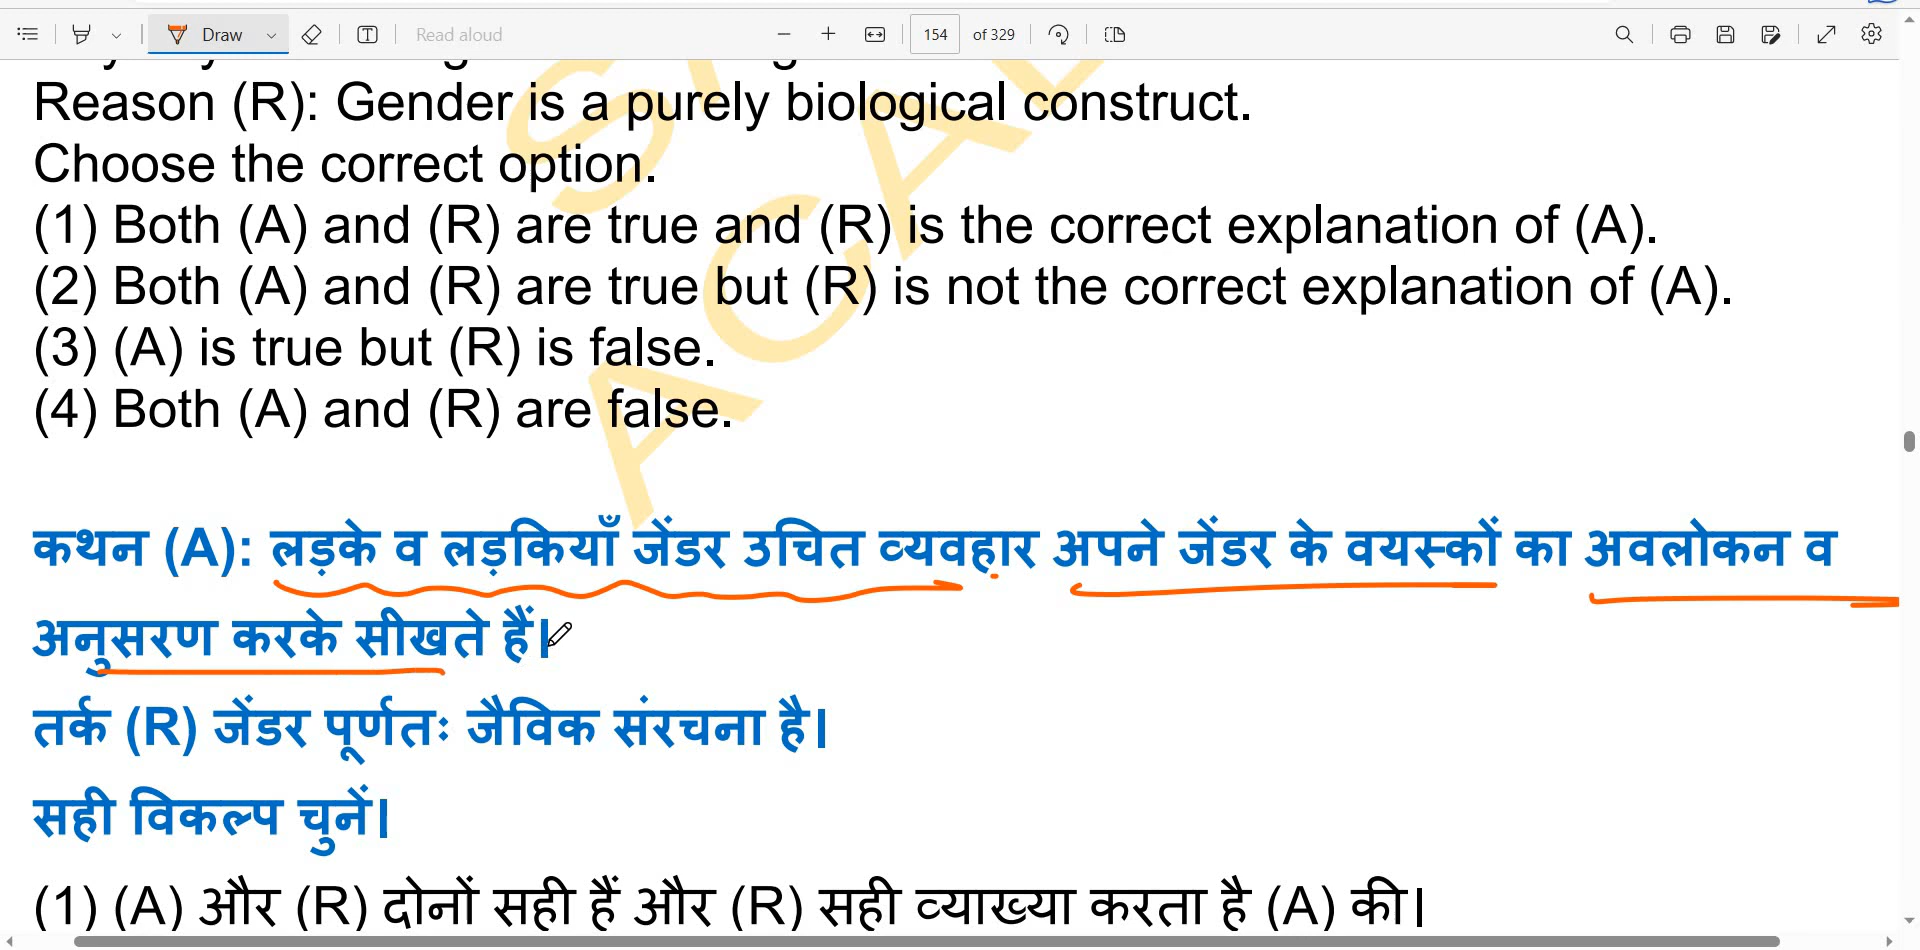 Draw
Read aloud
154 of 329
Reason (R): Gender is a purely biological construct.
Choose the correct option.
(1) Both (A) and (R) are true and (R) is the correct explanation of (A).
(2) Both (A) and (R) are true but (R) is not the correct explanation of (A).
(3) (A) is true but (R) is false.
(4) Both (A) and (R) are false.
कथन (A): लड़के व लड़कियाँ जेंडर उचित व्यवहार अपने जेंडर के वयस्कों का अवलोकन व
अनुसरण करके सीखते हैं।
तर्क (R) जेंडर पूर्णतः जैविक संरचना है।
सही विकल्प चुनें।
(1) (A) और (R) दोनों सही हैं और (R) सही व्याख्या करता है (A) की।